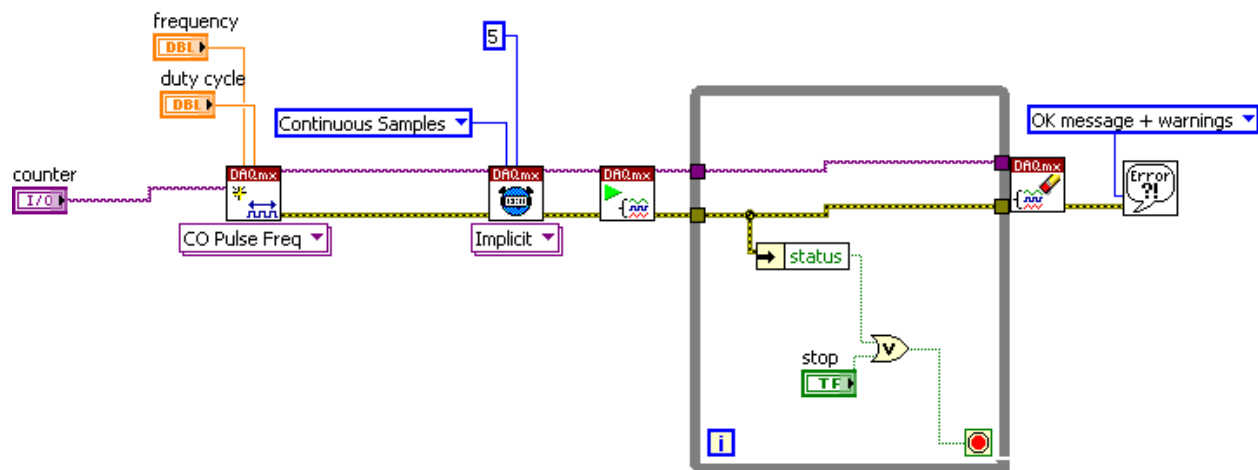 frequency
DBL
duty cycle
DBL
counter
I/O
DAQmx
CO Pulse Freq
Continuous Samples
5
DAQmx
Implicit
DAQmx
status
stop
TF
i
OK message + warnings
DAQmx
Error
?!